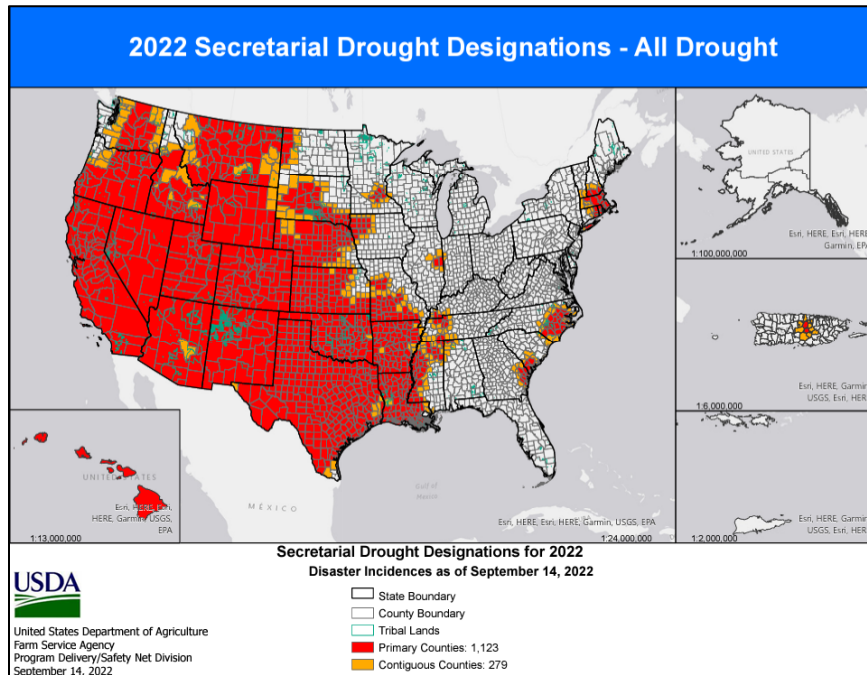 2022 Secretarial Drought Designations - All Drought
UNITED STATES
Esri, HERE, Esri, HERE
Garmin, EPA
1:100,000,000
Esri, HERE, Garmin
USGS, Esri, HER
1:6,000,000
Esri, HERE, Garmin
USGS, Esri, HER
1:2,000,000
UNITED STATES
Esri, HERE, Esri,
HERE, Garmin, USGS,
EPA
1:13,000,000
MÉXICO
Gulf of
Mexico
Esri, HERE, Esri, HERE, Garmin, USGS, EPA
1:24,000,000
Secretarial Drought Designations for 2022
Disaster Incidences as of September 14, 2022
State Boundary
County Boundary
Tribal Lands
Primary Counties: 1,123
Contiguous Counties: 279
USDA
United States Department of Agriculture
Farm Service Agency
Program Delivery/Safety Net Division
September 14, 2022